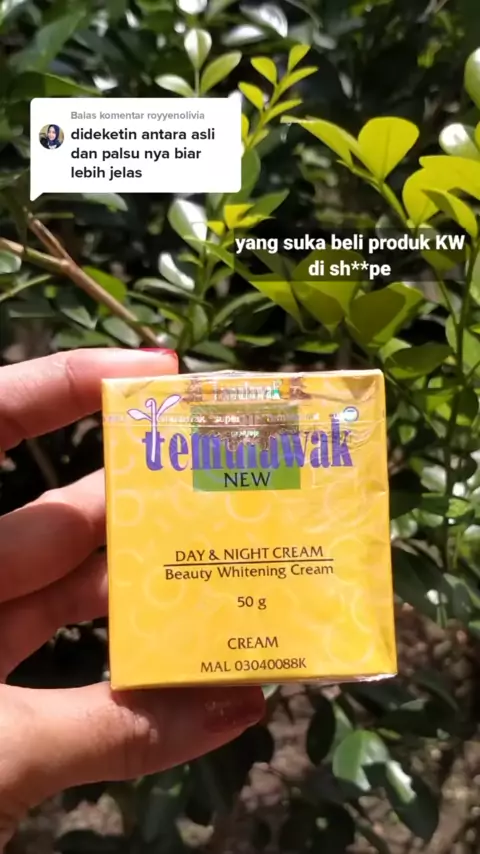 Balas komentar royyenolivia
dideketin antara asli
dan palsu nya biar
lebih jelas
yang suka beli produk KW
di sh**pe
temulawak
NEW
DAY & NIGHT CREAM
Beauty Whitening Cream
50 g
CREAM
MAL 03040088K